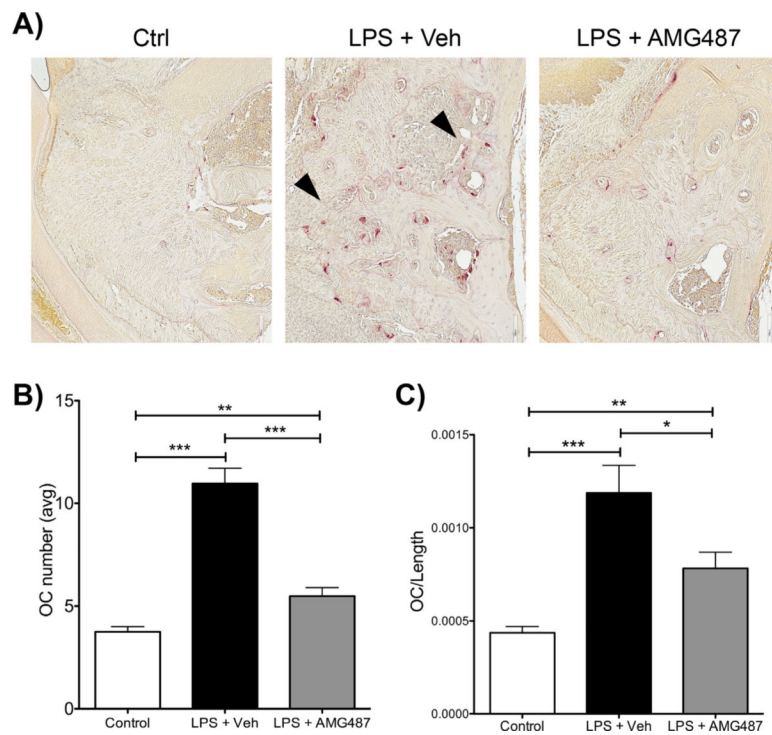 A)
Ctrl
LPS + Veh
LPS + AMG487
B)
**
***
***
15
10
5
0
OC number (avg)
Control
LPS + Veh
LPS + AMG487
C)
**
***
*
0.0015
0.0010
0.0005
0.0000
OC/Length
Control
LPS + Veh
LPS + AMG487